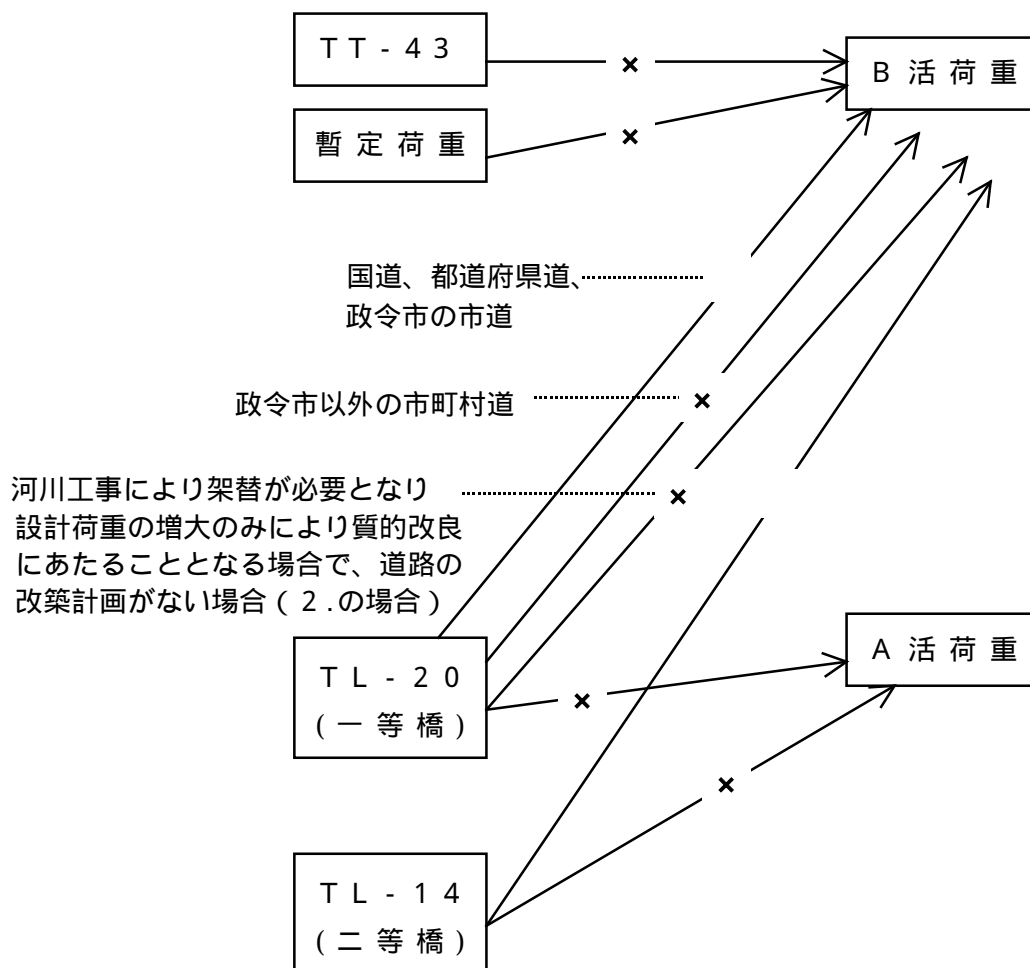 TT-43
B活荷重
×
暫定荷重
×
国道、都道府県道、
政令市の市道
政令市以外の市町村道
×
河川工事により架替が必要となり
設計荷重の増大のみにより質的改良
にあたることとなる場合で、道路の
改築計画がない場合(2.の場合)
×
TL-20
(一等橋)
×
A活荷重
×
TL-14
(二等橋)